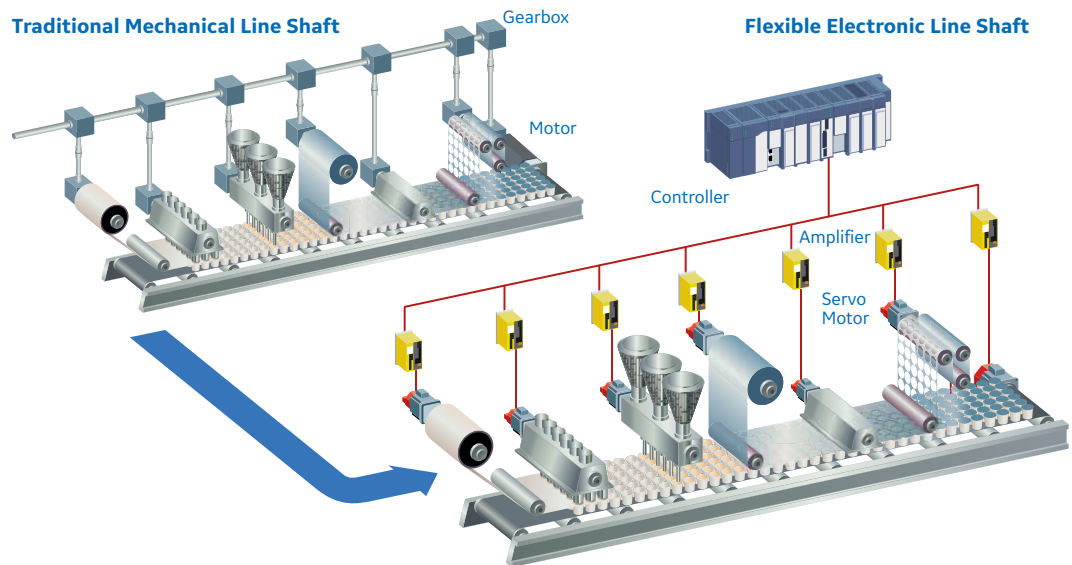 Traditional Mechanical Line Shaft
Gearbox
Flexible Electronic Line Shaft
Motor
Controller
Amplifier
Servo
Motor